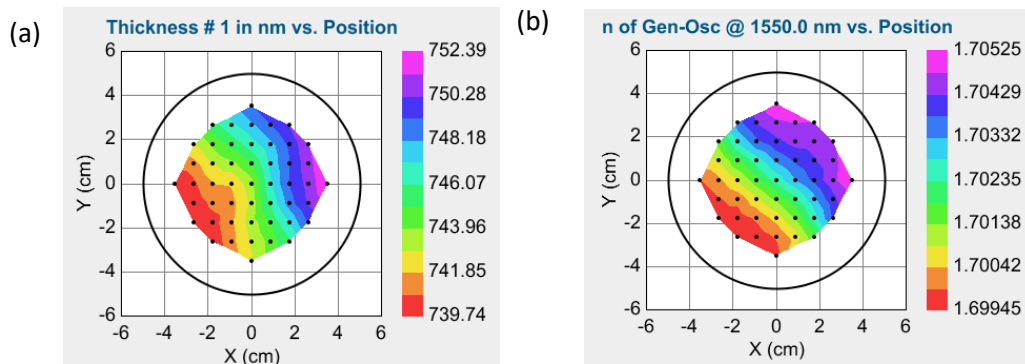 (a)
Thickness # 1 in nm vs. Position
6
4
2
0
-2
-4
-6
Y (cm)
-6 -4 -2 0 2 4 6
X (cm)
752.39
750.28
748.18
746.07
743.96
741.85
739.74
(b)
n of Gen-Osc @ 1550.0 nm vs. Position
6
4
2
0
-2
-4
-6
Y (cm)
-6 -4 -2 0 2 4 6
X (cm)
1.70525
1.70429
1.70332
1.70235
1.70138
1.70042
1.69945